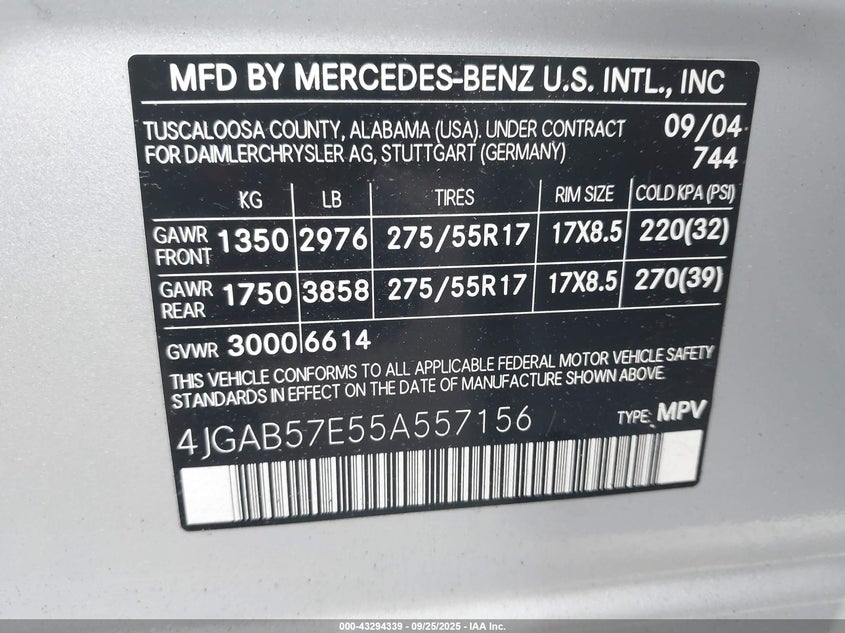 MFD BY MERCEDES-BENZ U.S. INTL., INC
TUSCALOOSA COUNTY, ALABAMA (USA). UNDER CONTRACT 09/04
FOR DAIMLERCHRYSLER AG, STUTTGART (GERMANY) 744
KG LB TIRES RIM SIZE COLD KPA (PSI)
GAWR FRONT 1350 2976 275/55R17 17X8.5 220(32)
GAWR REAR 1750 3858 275/55R17 17X8.5 270(39)
GVWR 3000 6614
THIS VEHICLE CONFORMS TO ALL APPLICABLE FEDERAL MOTOR VEHICLE SAFETY
STANDARDS IN EFFECT ON THE DATE OF MANUFACTURE SHOWN ABOVE.
4JGAB57E55A557156 TYPE: MPV
000-43294339 - 09/25/2025 - IAA Inc.